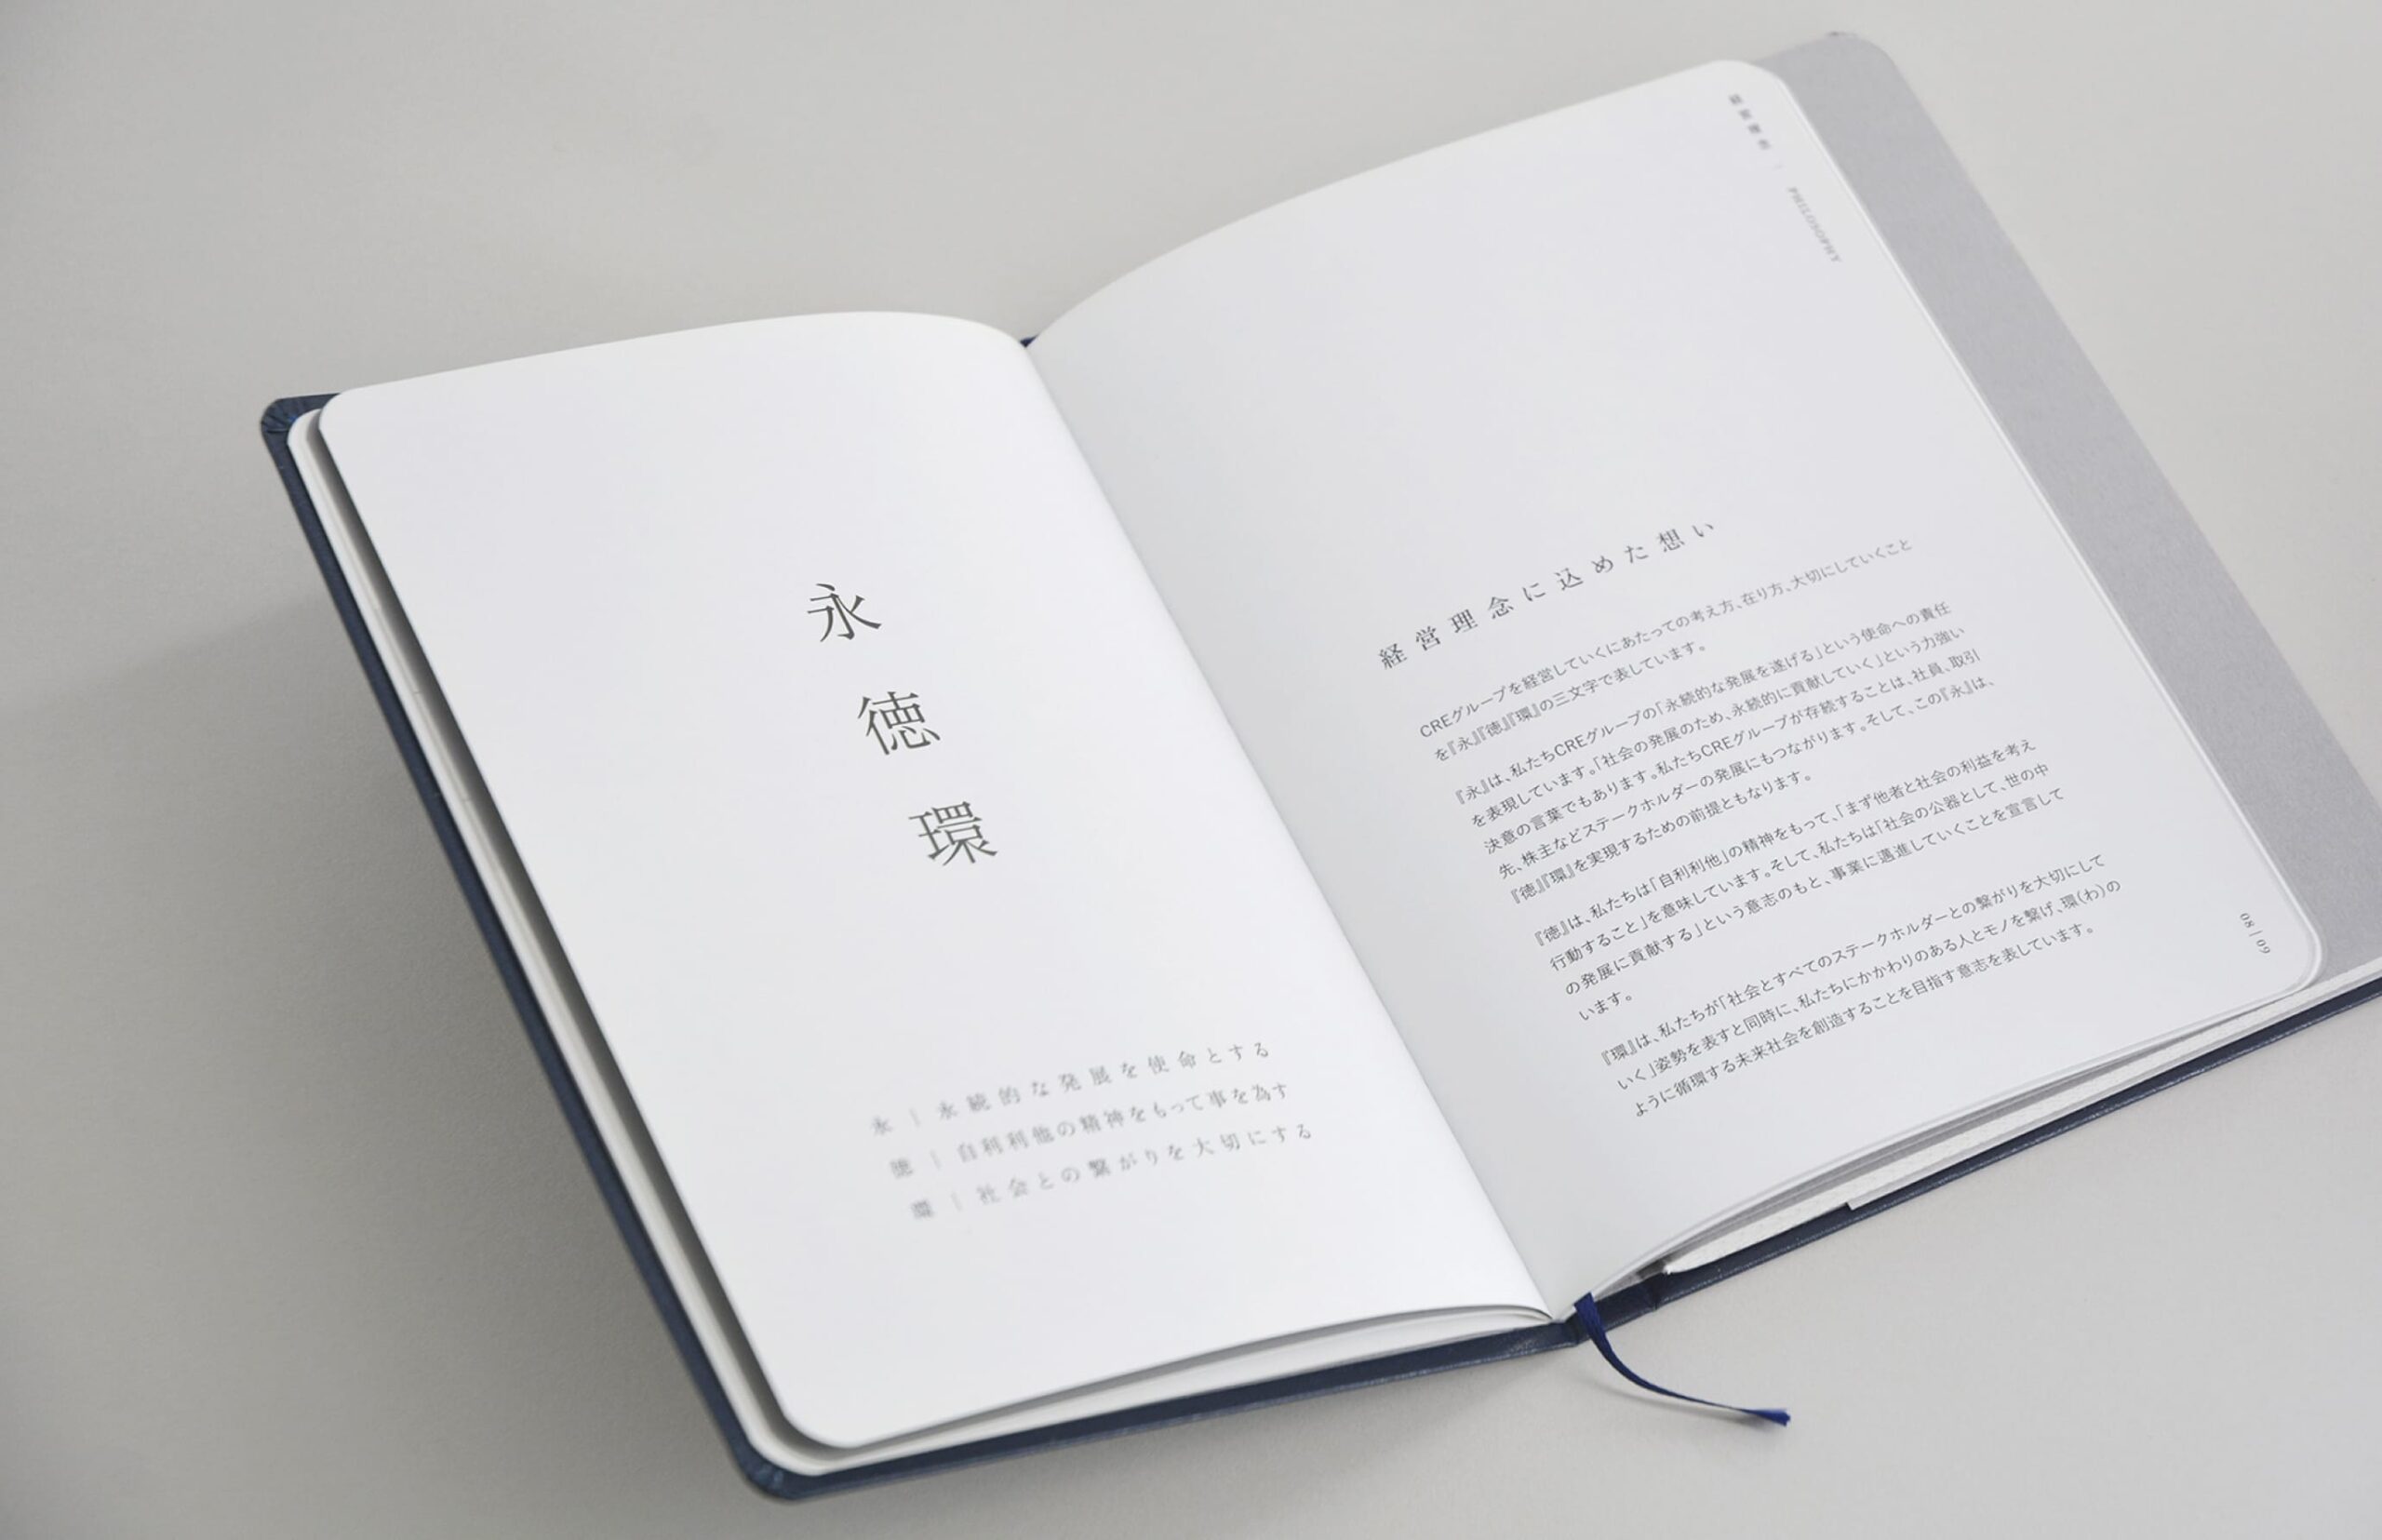 永
徳
環
永｜永続的な発展を使命とする
徳｜自利利他の精神をもって事を為す
環｜社会との繋がりを大切にする
経営理念｜PHILOSOPHY
経営理念に込めた想い
CREグループを経営していくにあたっての考え方、在り方、大切にしていくこと
を『永』『徳』『環』の三文字で表しています。
『永』は、私たちCREグループの「永続的な発展を遂げる」という使命への責任
を表現しています。「社会の発展のため、永続的に貢献していく」という力強い
決意の言葉でもあります。私たちCREグループが存続することは、社員、取引
先、株主などステークホルダーの発展にもつながります。そして、この『永』は、
『徳』『環』を実現するための前提ともなります。
『徳』は、私たちは「自利利他」の精神をもって、「まず他者と社会の利益を考え
行動すること」を意味しています。そして、私たちは「社会の公器として、世の中
の発展に貢献する」という意志のもと、事業に邁進していくことを宣言して
います。
『環』は、私たちが「社会とすべてのステークホルダーとの繋がりを大切にして
いく」姿勢を表すと同時に、私たちにかかわりのある人とモノを繋げ、環(わ)の
ように循環する未来社会を創造することを目指す意志を表しています。
08｜09